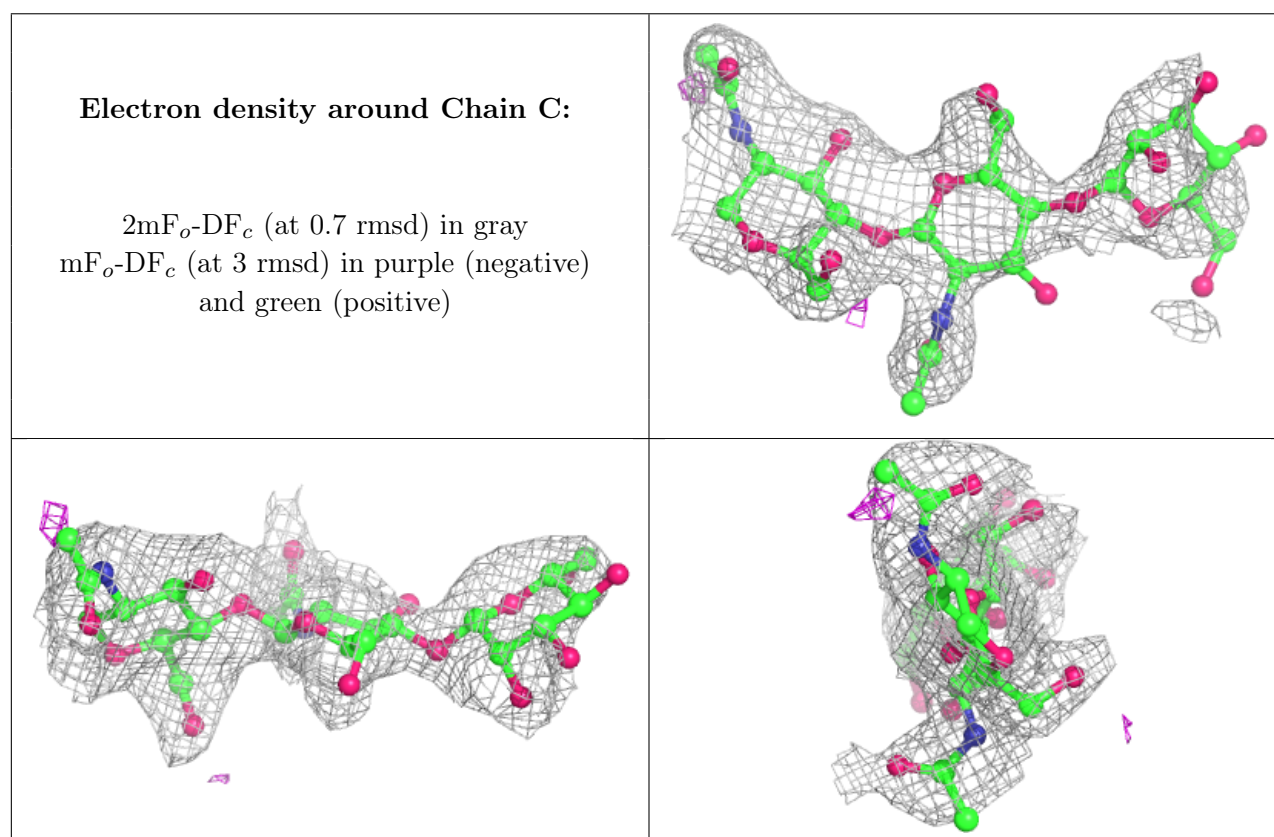 Electron density around Chain C:
2mFₒ-DF𝒸 (at 0.7 rmsd) in gray
mFₒ-DF𝒸 (at 3 rmsd) in purple (negative)
and green (positive)